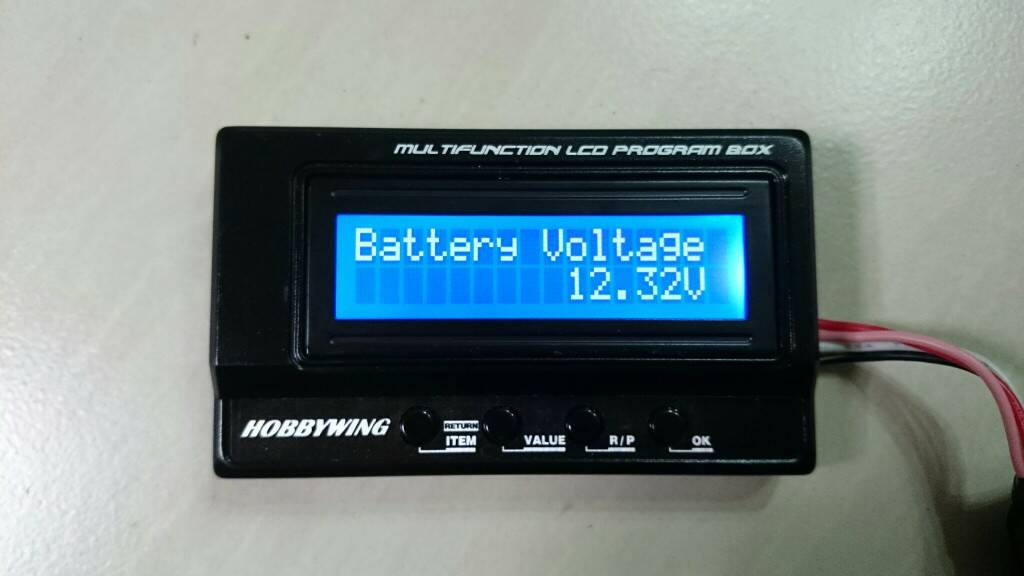 MULTIFUNCTION LCD PROGRAM BOX
Battery Voltage
12.32V
HOBBYWING
RETURN
ITEM
VALUE
R/P
OK